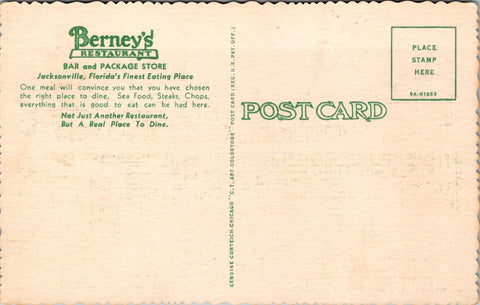 Berney's
RESTAURANT
BAR and PACKAGE STORE
Jacksonville, Florida's Finest Eating Place
One meal will convince you that you have chosen
the right place to dine. Sea Food, Steaks, Chops,
everything that is good to eat can be had here.
Not Just Another Restaurant,
But A Real Place To Dine.
GENUINE CURTEICH-CHICAGO "C.T. ART-COLORTONE" POST CARD (REG. U.S. PAT. OFF.)
POST CARD
PLACE
STAMP
HERE
9A-H1889